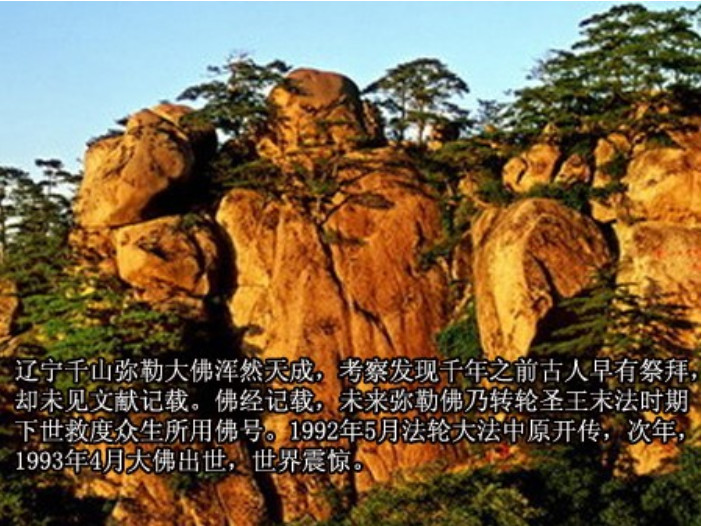 辽宁千山弥勒大佛浑然天成，考察发现千年之前古人早有祭拜，
却未见文献记载。佛经记载，未来弥勒佛乃转轮圣王末法时期
下世救度众生所用佛号。1992年5月法轮大法中原开传，次年，
1993年4月大佛出世，世界震惊。